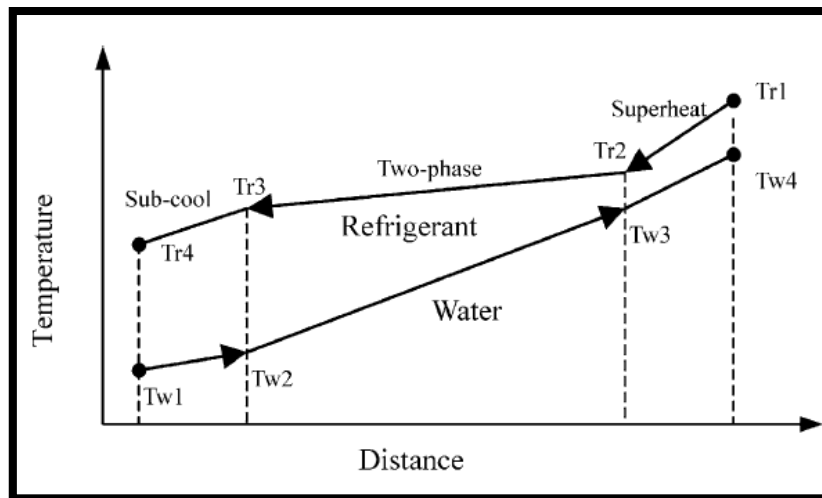 Superheat
Tr1
Tr2
Two-phase
Tw4
Sub-cool
Tr3
Refrigerant
Tw3
Tr4
Water
Tw1
Tw2
Temperature
Distance